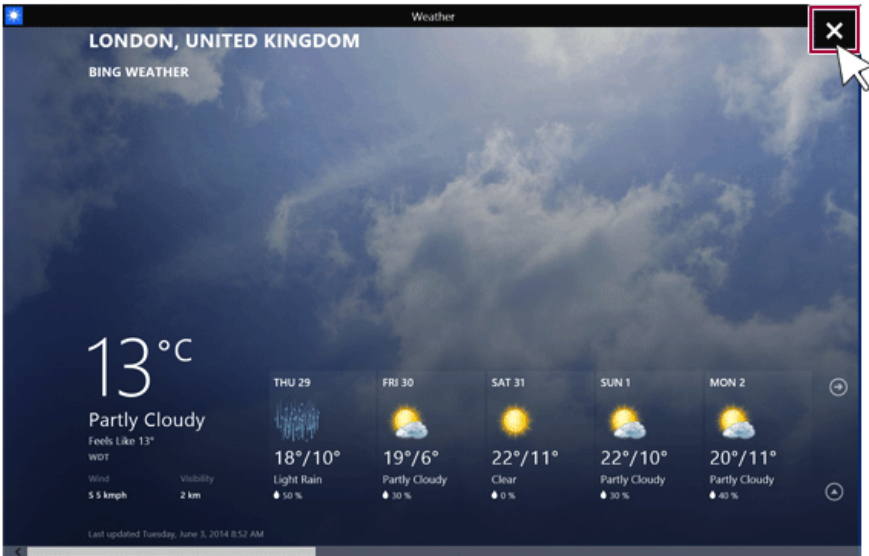 Weather
LONDON, UNITED KINGDOM
BING WEATHER
13°C
Partly Cloudy
Feels Like 13°
WDT
Wind Visibility
S 5 kmph 2 km
THU 29
18°/10°
Light Rain
50 %
FRI 30
19°/6°
Partly Cloudy
30 %
SAT 31
22°/11°
Clear
0 %
SUN 1
22°/10°
Partly Cloudy
30 %
MON 2
20°/11°
Partly Cloudy
40 %
Last updated Tuesday, June 3, 2014 8:52 AM